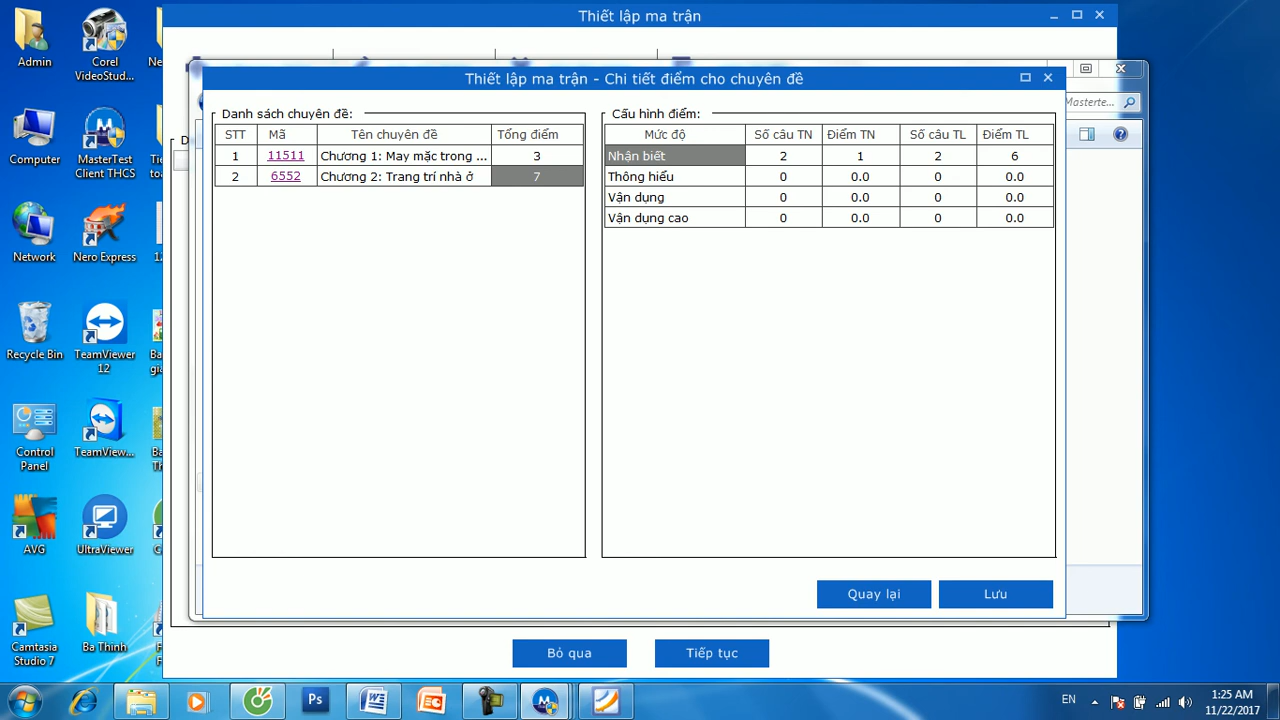 Thiết lập ma trận
Thiết lập ma trận - Chi tiết điểm cho chuyên đề
Masterte...
Danh sách chuyên đề:
STT Mã Tên chuyên đề Tổng điểm
1 11511 Chương 1: May mặc trong ... 3
2 6552 Chương 2: Trang trí nhà ở 7
Cấu hình điểm:
Mức độ Số câu TN Điểm TN Số câu TL Điểm TL
Nhận biết 2 1 2 6
Thông hiểu 0 0.0 0 0.0
Vận dụng 0 0.0 0 0.0
Vận dụng cao 0 0.0 0 0.0
Quay lại Lưu
Bỏ qua Tiếp tục
Admin
Corel
VideoStud...
Computer
MasterTest
Client THCS
Network
Nero Express
Recycle Bin
TeamViewer
12
Control
Panel
TeamView...
AVG
UltraViewer
Camtasia
Studio 7
Ba Thinh
Ps
EN
1:25 AM
11/22/2017